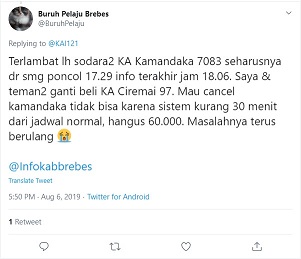 Buruh Pelaju Brebes
@BuruhPelaju
Replying to @KAI121
Terlambat lh sodara2 KA Kamandaka 7083 seharusnya
dr smg poncol 17.29 info terakhir jam 18.06. Saya &
teman2 ganti beli KA Ciremai 97. Mau cancel
kamandaka tidak bisa karena sistem kurang 30 menit
dari jadwal normal, hangus 60.000. Masalahnya terus
berulang 😭
@Infokabbrebes
Translate Tweet
5:50 PM - Aug 6, 2019 · Twitter for Android
1 Retweet